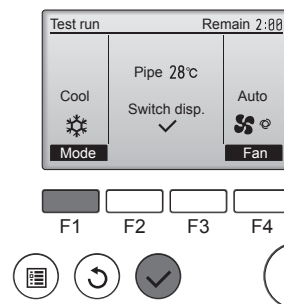 Test run Remain 2:00
Pipe 28℃
Cool Auto
Switch disp.
Mode Fan
F1 F2 F3 F4